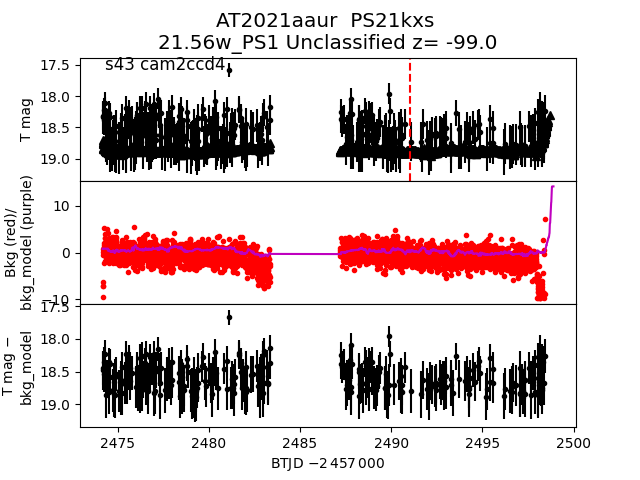 AT2021aaur  PS21kxs
21.56w_PS1 Unclassified z= -99.0
s43 cam2ccd4
17.5
18.0
18.5
19.0
T mag
10
0
−10
Bkg (red)/
bkg_model (purple)
17.5
18.0
18.5
19.0
T mag −
bkg_model
2475 2480 2485 2490 2495 2500
BTJD −2 457 000